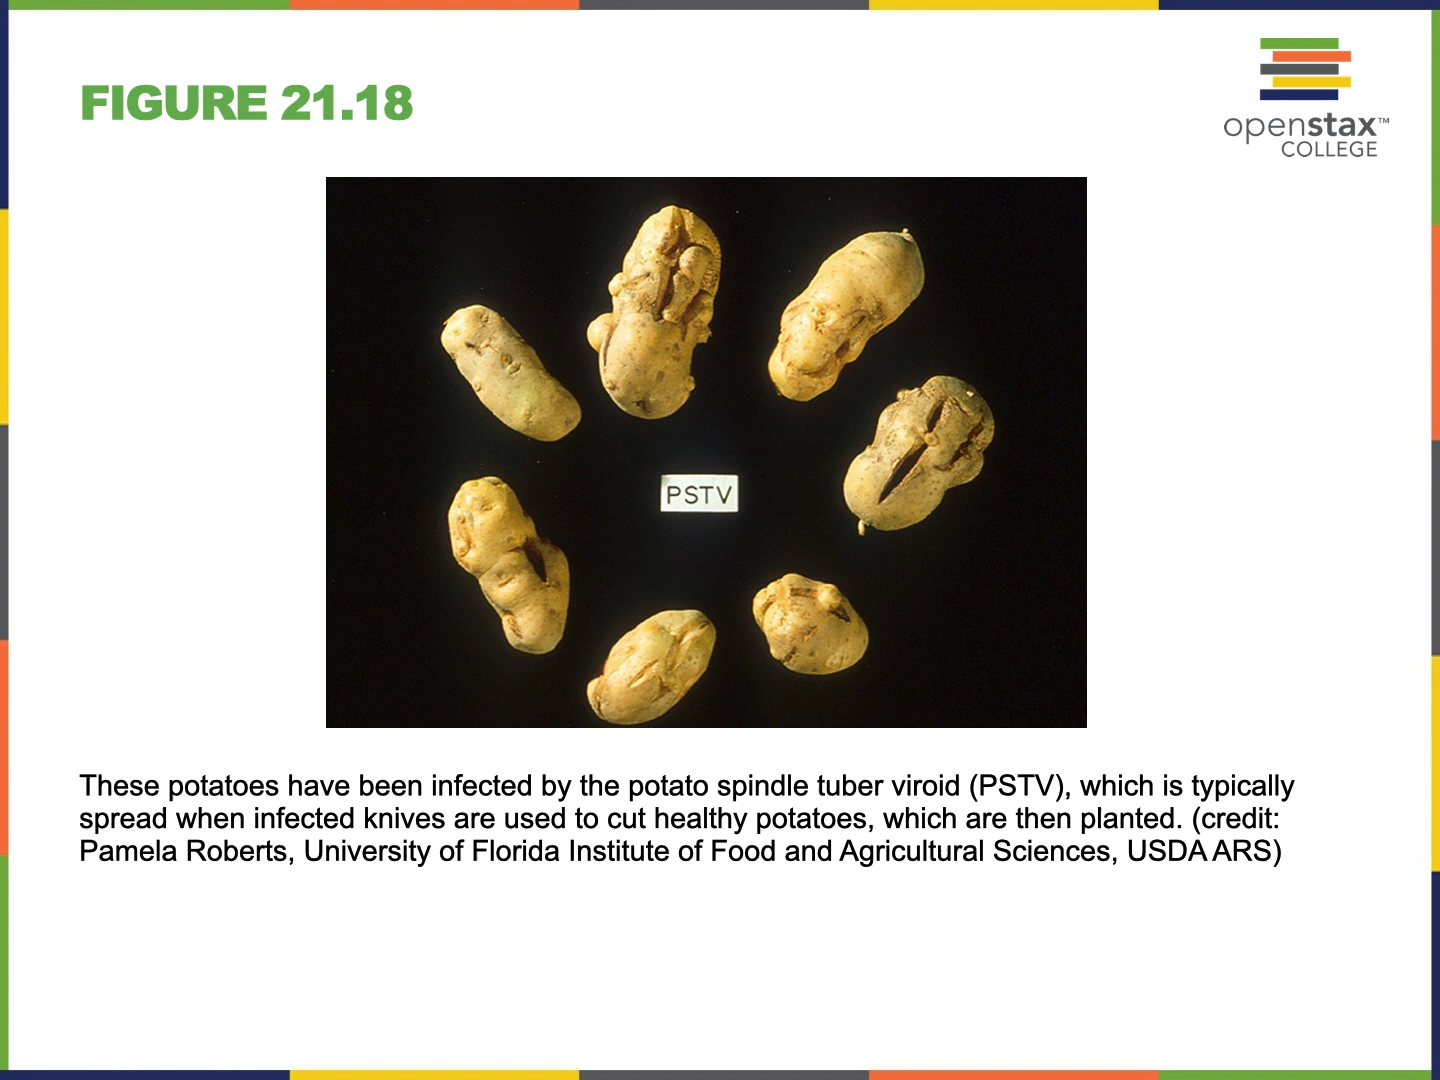 FIGURE 21.18
openstax™
COLLEGE
PSTV
These potatoes have been infected by the potato spindle tuber viroid (PSTV), which is typically
spread when infected knives are used to cut healthy potatoes, which are then planted. (credit:
Pamela Roberts, University of Florida Institute of Food and Agricultural Sciences, USDA ARS)